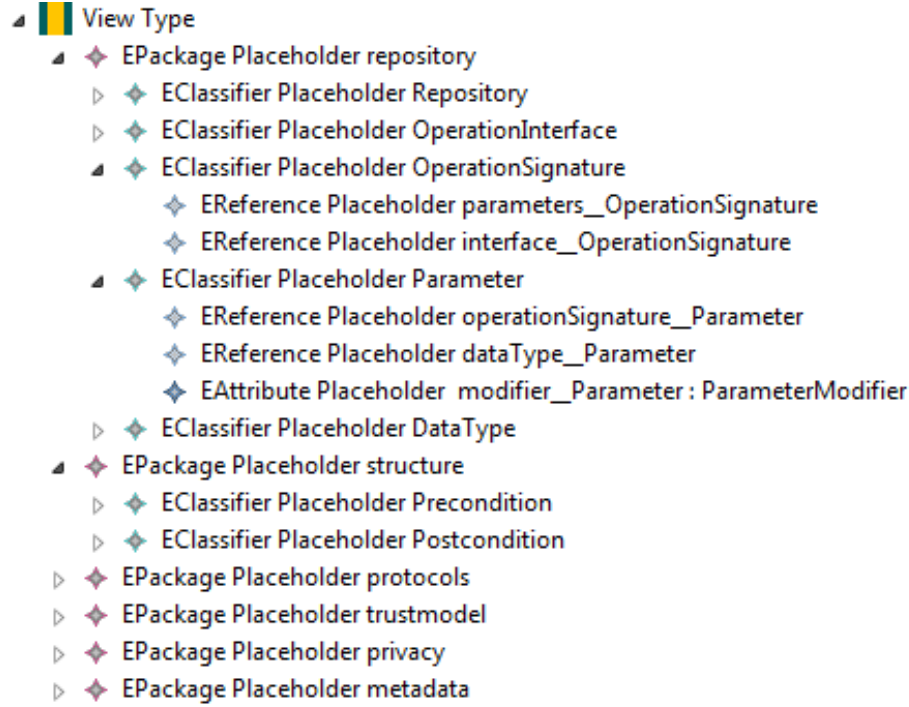 View Type
EPackage Placeholder repository
EClassifier Placeholder Repository
EClassifier Placeholder OperationInterface
EClassifier Placeholder OperationSignature
EReference Placeholder parameters__OperationSignature
EReference Placeholder interface__OperationSignature
EClassifier Placeholder Parameter
EReference Placeholder operationSignature__Parameter
EReference Placeholder dataType__Parameter
EAttribute Placeholder modifier__Parameter : ParameterModifier
EClassifier Placeholder DataType
EPackage Placeholder structure
EClassifier Placeholder Precondition
EClassifier Placeholder Postcondition
EPackage Placeholder protocols
EPackage Placeholder trustmodel
EPackage Placeholder privacy
EPackage Placeholder metadata